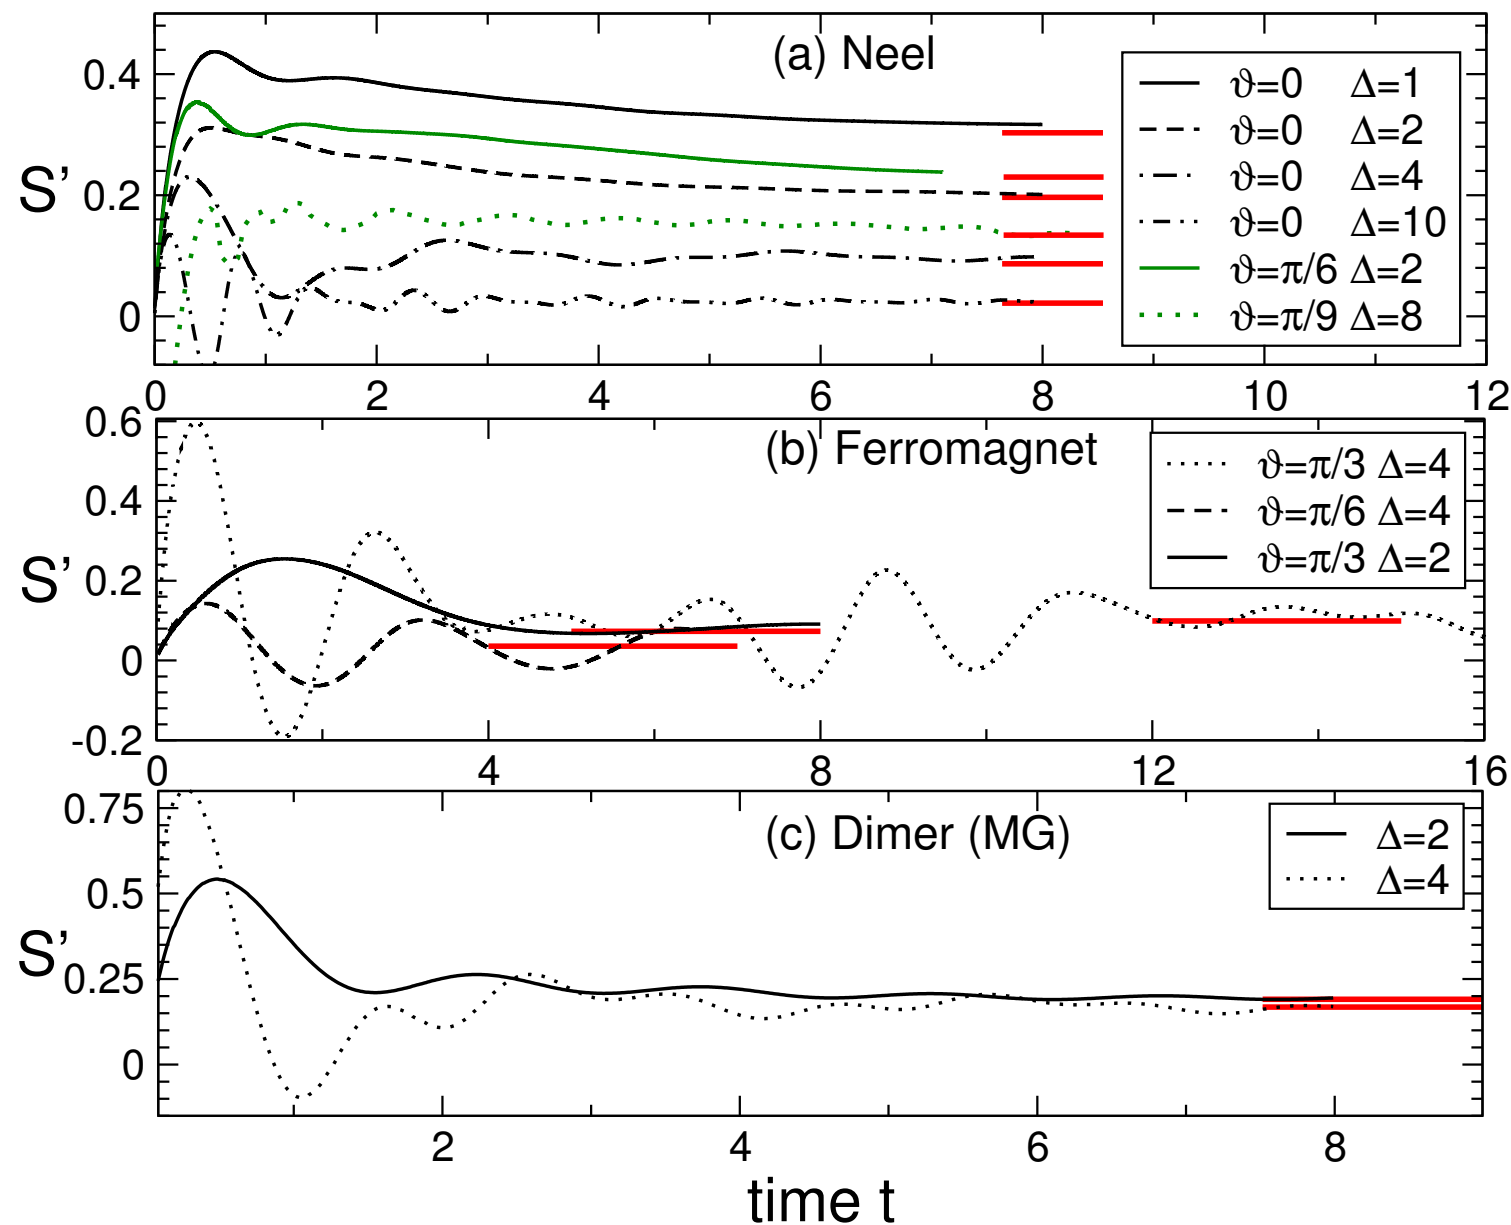 (a) Neel
S'
0.4
0.2
0
ϑ=0 Δ=1
ϑ=0 Δ=2
ϑ=0 Δ=4
ϑ=0 Δ=10
ϑ=π/6 Δ=2
ϑ=π/9 Δ=8
0 2 4 6 8 10 12
(b) Ferromagnet
S'
0.6
0.4
0.2
0
-0.2
ϑ=π/3 Δ=4
ϑ=π/6 Δ=4
ϑ=π/3 Δ=2
0 4 8 12 16
(c) Dimer (MG)
S'
0.75
0.5
0.25
0
Δ=2
Δ=4
2 4 6 8
time t